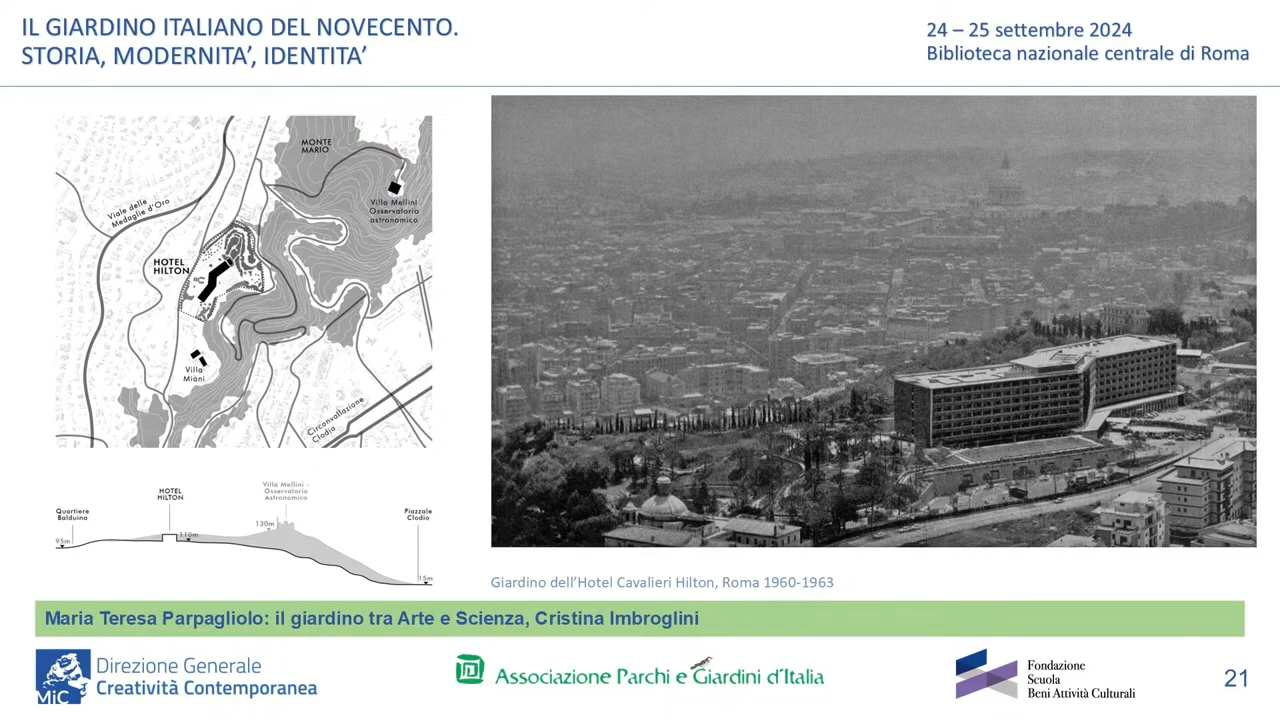 IL GIARDINO ITALIANO DEL NOVECENTO.
STORIA, MODERNITA’, IDENTITA’
24 – 25 settembre 2024
Biblioteca nazionale centrale di Roma
MONTE
MARIO
Viale delle
Medaglie d'Oro
Villa Mellini
Osservatorio
astronomico
HOTEL
HILTON
Villa
Miani
Circonvallazione
Clodia
Villa Mellini -
Osservatorio
Astronomico
HOTEL
HILTON
Quartiere
Balduina
Piazzale
Clodio
130m
110m
95m
15m
Giardino dell’Hotel Cavalieri Hilton, Roma 1960-1963
Maria Teresa Parpagliolo: il giardino tra Arte e Scienza, Cristina Imbroglini
MiC
Direzione Generale
Creatività Contemporanea
Associazione Parchi e Giardini d'Italia
Fondazione
Scuola
Beni Attività Culturali
21